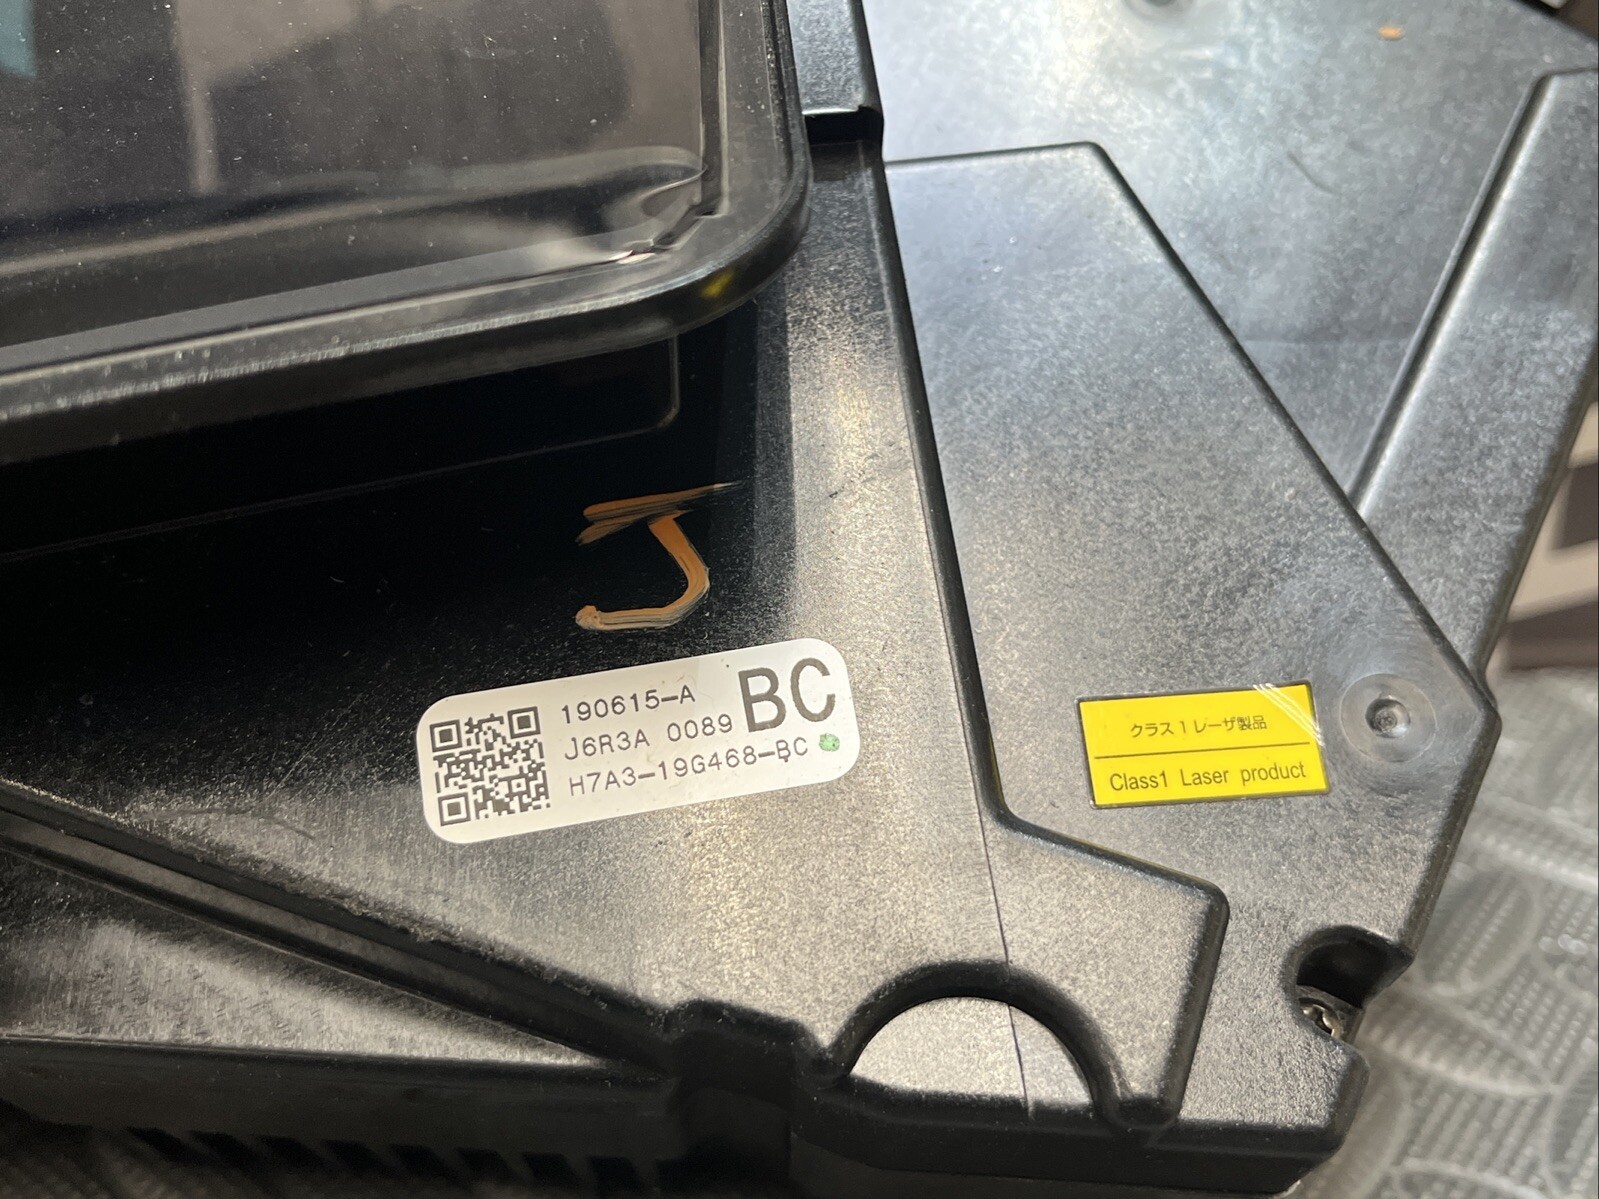 J
190615-A
J6R3A 0089
BC
H7A3-19G468-BC
クラス1レーザ製品
Class1 Laser product